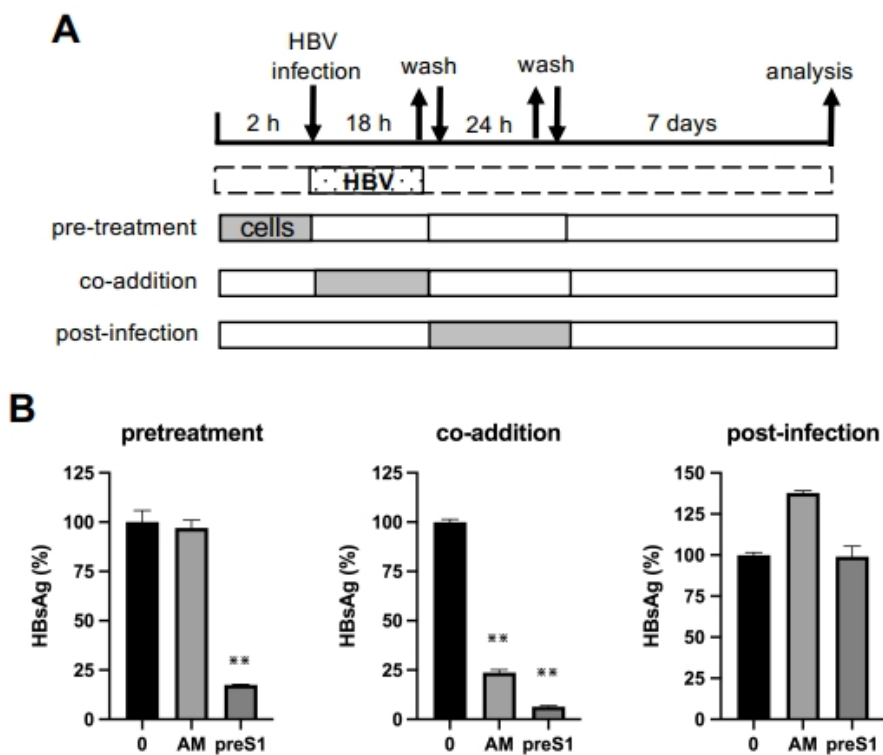 A
HBV
infection
wash
wash
analysis
2 h
18 h
24 h
7 days
HBV
pre-treatment
cells
co-addition
post-infection
B
pretreatment
co-addition
post-infection
HBsAg (%)
125
100
75
50
25
0
**
0 AM preS1
HBsAg (%)
125
100
75
50
25
0
**
**
0 AM preS1
HBsAg (%)
150
125
100
75
50
25
0
0 AM preS1